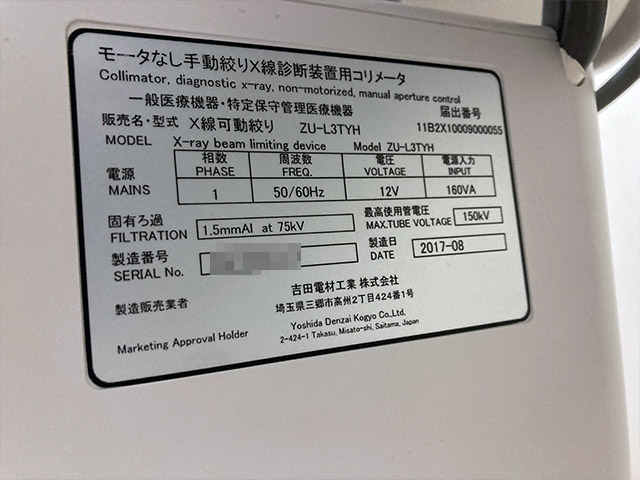 モータなし手動絞りX線診断装置用コリメータ
Collimator, diagnostic x-ray, non-motorized, manual aperture control
一般医療機器・特定保守管理医療機器 届出番号
販売名・型式 X線可動絞り ZU-L3TYH 11B2X10009000055
MODEL X-ray beam limiting device Model ZU-L3TYH
電源 相数 周波数 電圧 電源入力
MAINS PHASE FREQ. VOLTAGE INPUT
1 50/60Hz 12V 160VA
固有ろ過 最高使用管電圧
FILTRATION 1.5mmAl at 75kV MAX.TUBE VOLTAGE 150kV
製造番号 製造日
SERIAL No. DATE 2017-08
製造販売業者 吉田電材工業 株式会社
埼玉県三郷市高州2丁目424番1号
Marketing Approval Holder Yoshida Denzai Kogyo Co.,Ltd.
2-424-1 Takasu, Misato-shi, Saitama, Japan